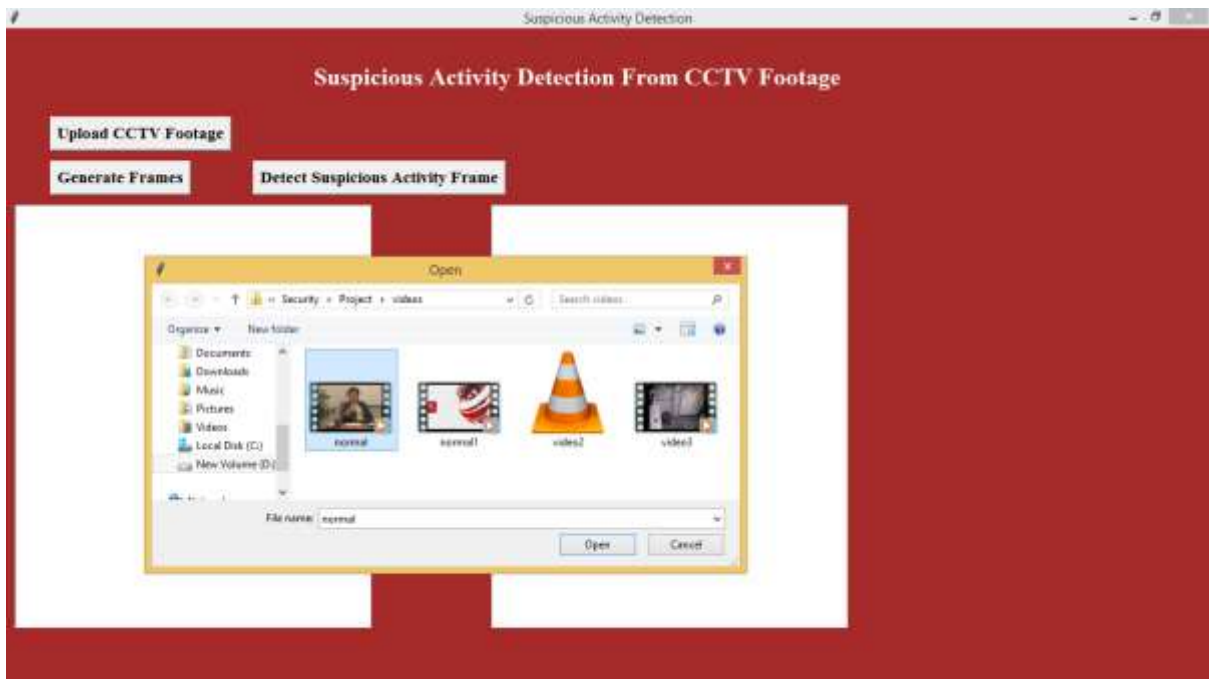 Suspicious Activity Detection
Suspicious Activity Detection From CCTV Footage
Upload CCTV Footage
Generate Frames
Detect Suspicious Activity Frame
Open
« Security › Project › videos
Search videos
Organize
New folder
Documents
Downloads
Music
Pictures
Videos
Local Disk (C:)
New Volume (D:)
normal
normal1
video2
video3
File name: normal
Open
Cancel